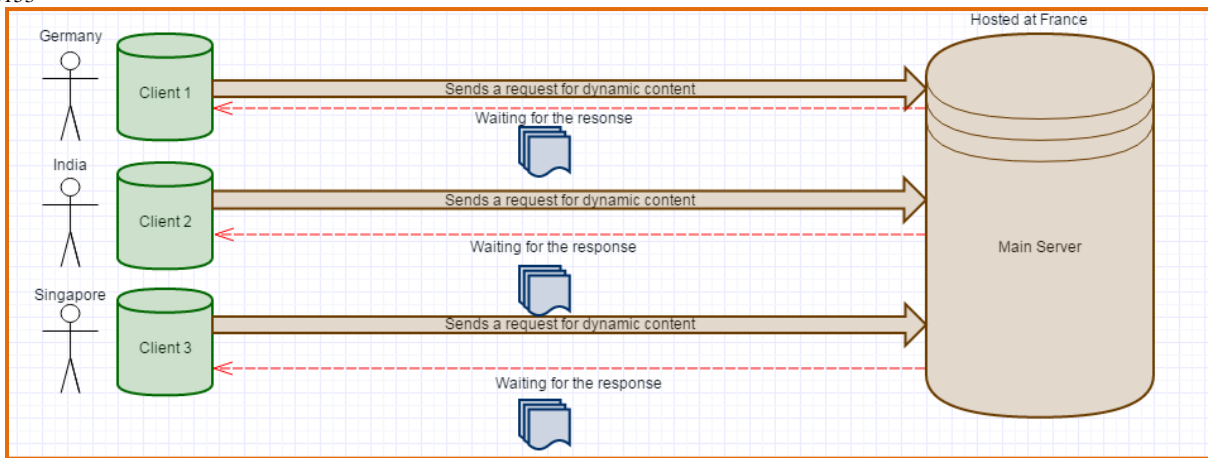 Hosted at France
Germany
Client 1
Sends a request for dynamic content
Waiting for the resonse
India
Client 2
Sends a request for dynamic content
Waiting for the response
Main Server
Singapore
Client 3
Sends a request for dynamic content
Waiting for the response